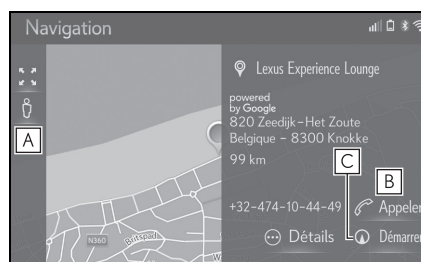 Navigation
Lexus Experience Lounge
powered
by Google
820 Zeedijk-Het Zoute
Belgique - 8300 Knokke
99 km
+32-474-10-44-49
Appeler
Détails
Démarrer
A
B
C
N360
Britspad